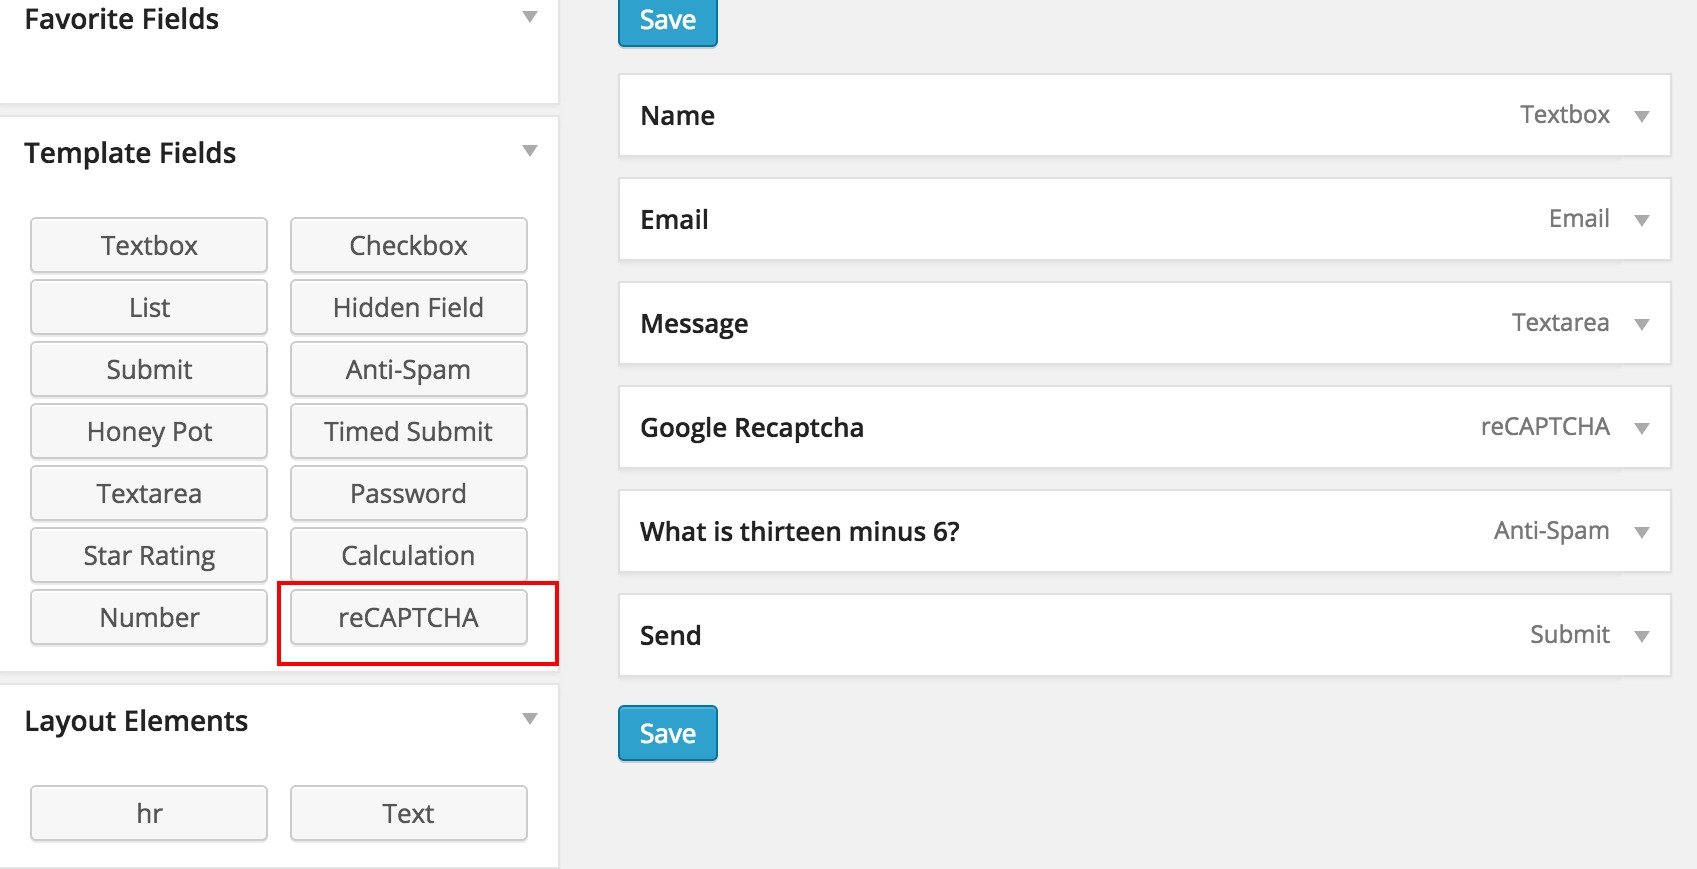 Favorite Fields
Template Fields
Textbox
Checkbox
List
Hidden Field
Submit
Anti-Spam
Honey Pot
Timed Submit
Textarea
Password
Star Rating
Calculation
Number
reCAPTCHA
Layout Elements
hr
Text
Save
Name Textbox
Email Email
Message Textarea
Google Recaptcha reCAPTCHA
What is thirteen minus 6? Anti-Spam
Send Submit
Save